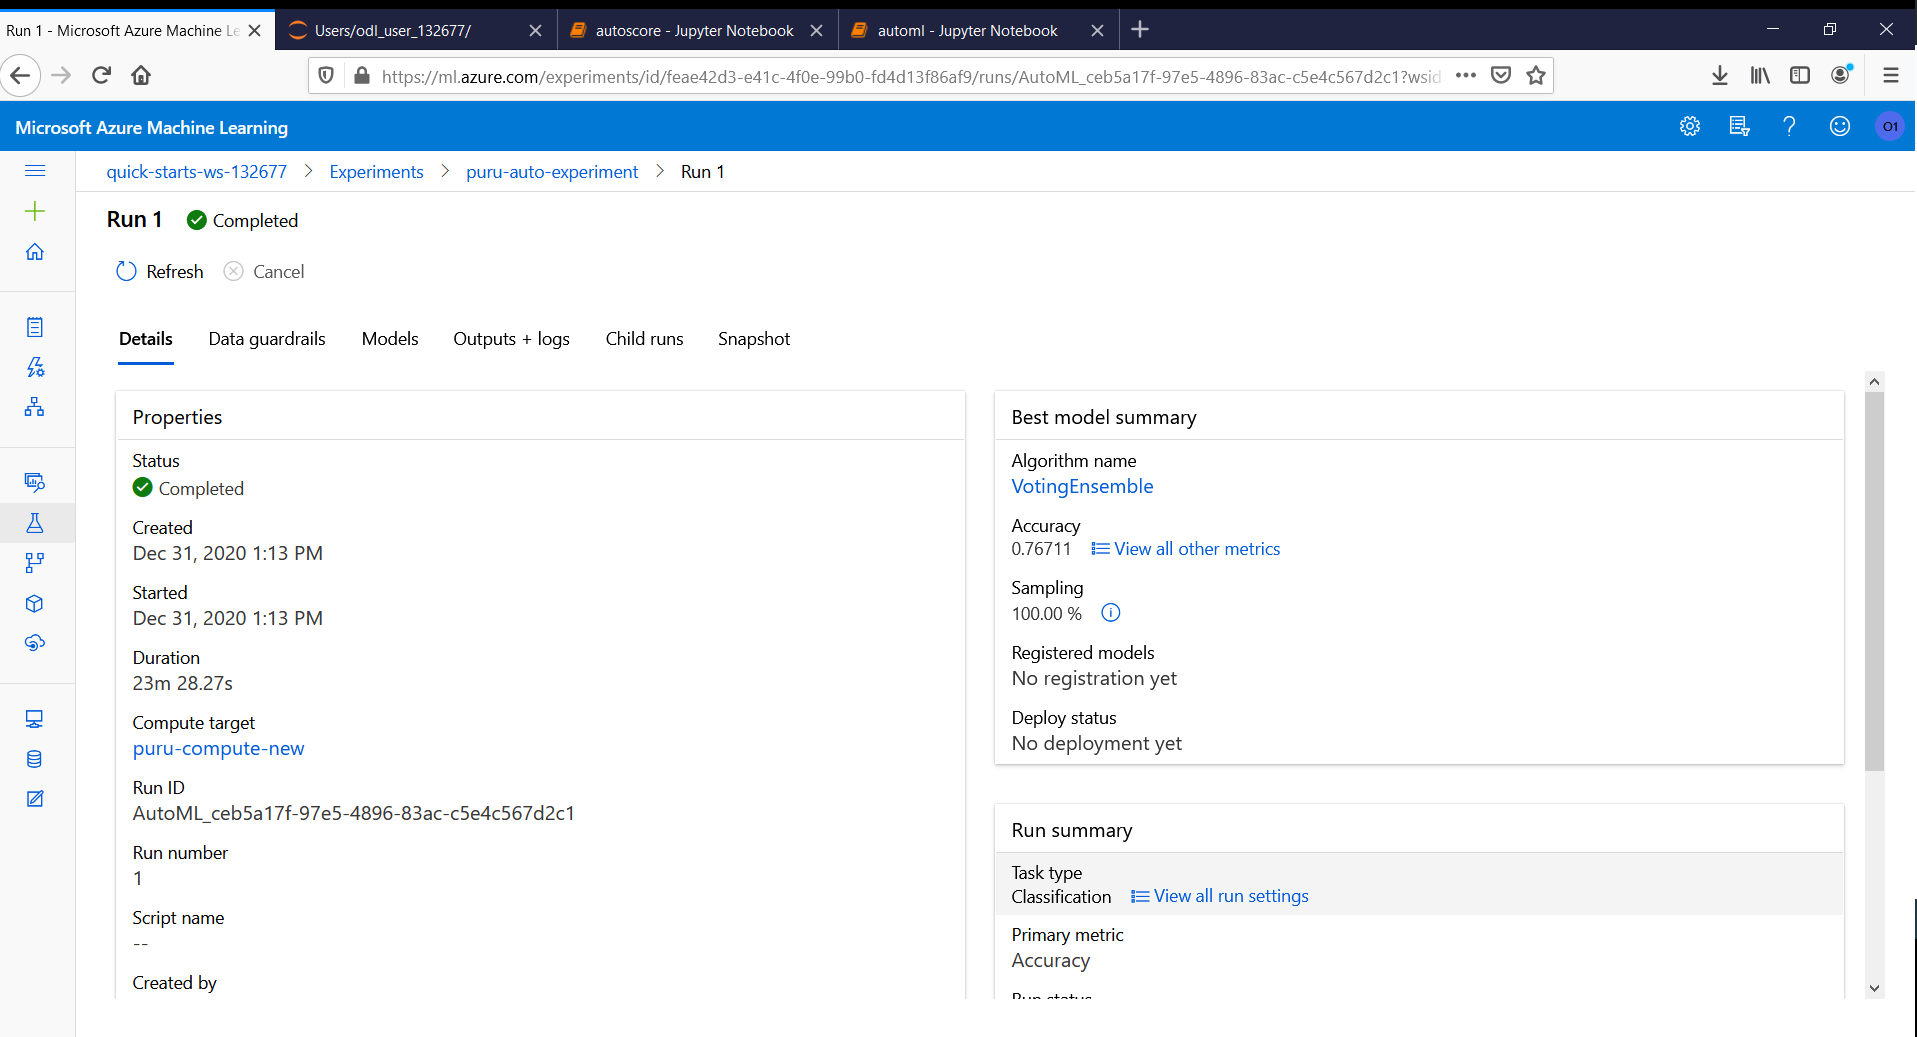 Run 1 - Microsoft Azure Machine Le
Users/odl_user_132677/
autoscore - Jupyter Notebook
automl - Jupyter Notebook
https://ml.azure.com/experiments/id/feae42d3-e41c-4f0e-99b0-fd4d13f86af9/runs/AutoML_ceb5a17f-97e5-4896-83ac-c5e4c567d2c1?wsid
Microsoft Azure Machine Learning
O1
quick-starts-ws-132677 > Experiments > puru-auto-experiment > Run 1
Run 1 Completed
Refresh Cancel
Details Data guardrails Models Outputs + logs Child runs Snapshot
Properties
Status
Completed
Created
Dec 31, 2020 1:13 PM
Started
Dec 31, 2020 1:13 PM
Duration
23m 28.27s
Compute target
puru-compute-new
Run ID
AutoML_ceb5a17f-97e5-4896-83ac-c5e4c567d2c1
Run number
1
Script name
--
Created by
Best model summary
Algorithm name
VotingEnsemble
Accuracy
0.76711 View all other metrics
Sampling
100.00 %
Registered models
No registration yet
Deploy status
No deployment yet
Run summary
Task type
Classification View all run settings
Primary metric
Accuracy
Run status